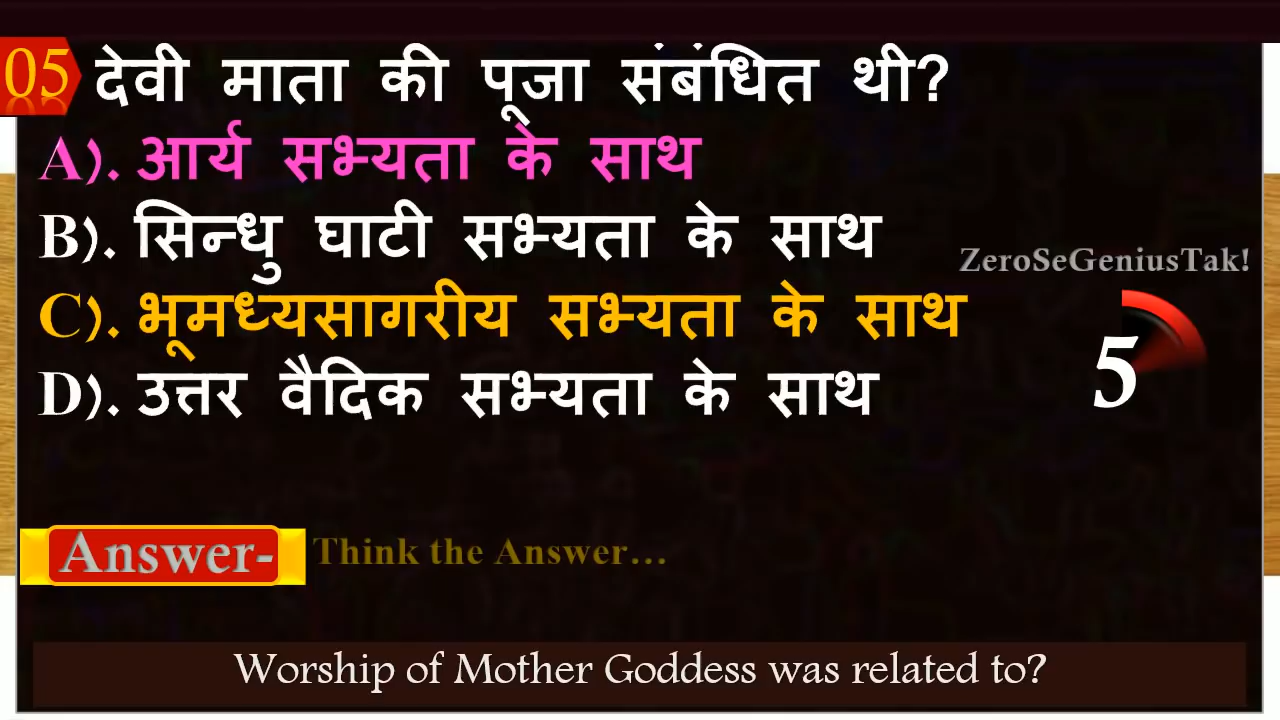 05 देवी माता की पूजा संबंधित थी?
A). आर्य सभ्यता के साथ
B). सिन्धु घाटी सभ्यता के साथ
ZeroSeGeniusTak!
C). भूमध्यसागरीय सभ्यता के साथ
5
D). उत्तर वैदिक सभ्यता के साथ
Answer- Think the Answer...
Worship of Mother Goddess was related to?